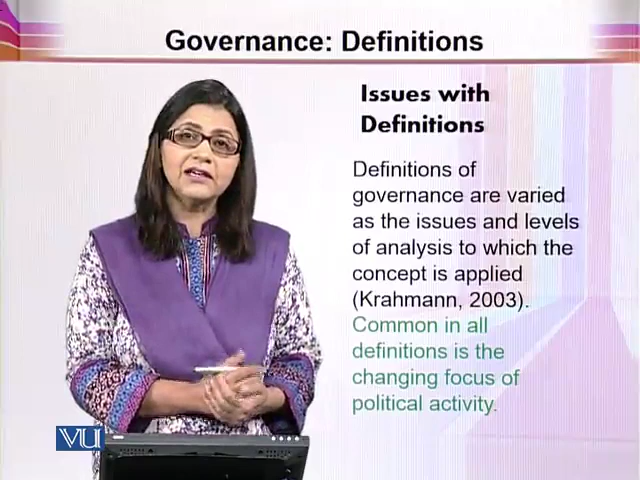 Governance: Definitions
Issues with
Definitions
Definitions of
governance are varied
as the issues and levels
of analysis to which the
concept is applied
(Krahmann, 2003).
Common in all
definitions is the
changing focus of
political activity.
VU